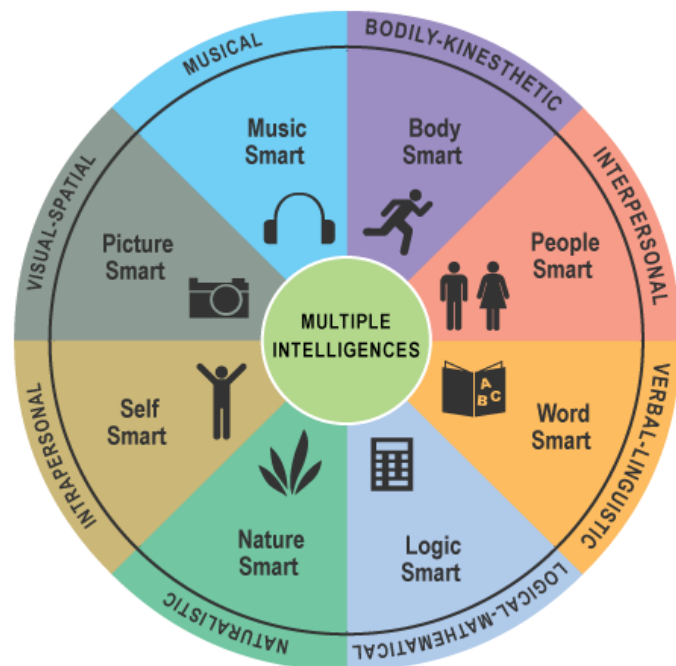 MUSICAL
Music
Smart
BODILY-KINESTHETIC
Body
Smart
INTERPERSONAL
People
Smart
VERBAL-LINGUISTIC
A
B C
Word
Smart
LOGICAL-MATHEMATICAL
Logic
Smart
NATURALISTIC
Nature
Smart
INTRAPERSONAL
Self
Smart
VISUAL-SPATIAL
Picture
Smart
MULTIPLE
INTELLIGENCES